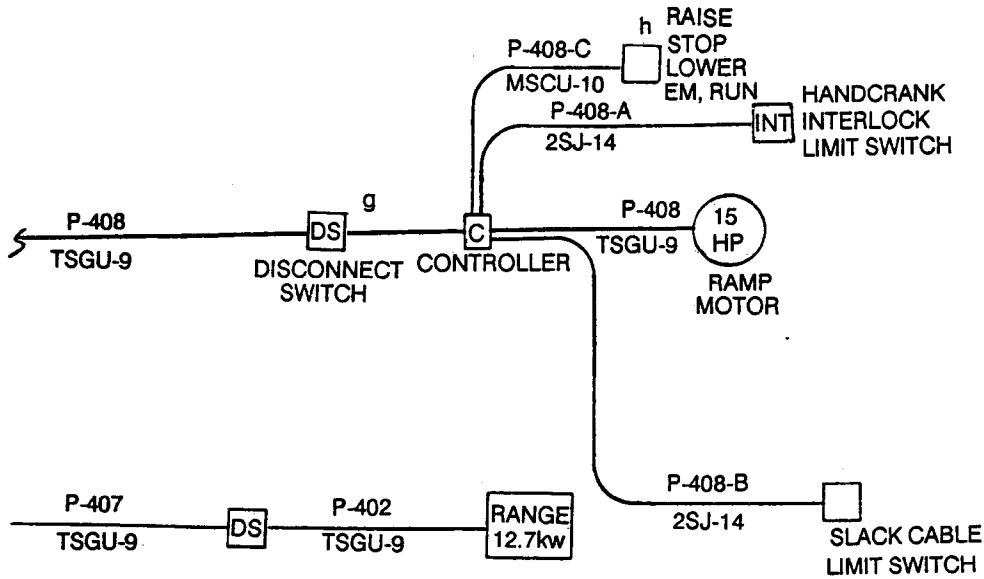 h
RAISE
STOP
LOWER
EM, RUN
P-408-C
MSCU-10
P-408-A
2SJ-14
INT
HANDCRANK
INTERLOCK
LIMIT SWITCH
P-408
TSGU-9
DS
g
DISCONNECT
SWITCH
C
CONTROLLER
P-408
TSGU-9
15
HP
RAMP
MOTOR
P-407
TSGU-9
DS
P-402
TSGU-9
RANGE
12.7kw
P-408-B
2SJ-14
SLACK CABLE
LIMIT SWITCH